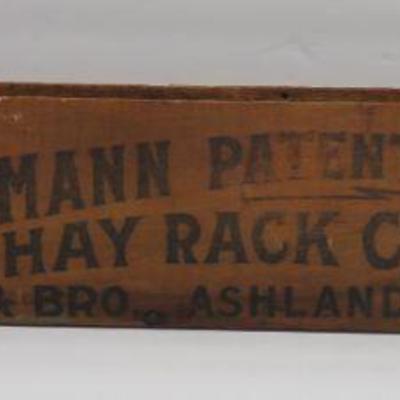 MANN PATENT
HAY RACK C
& BRO., ASHLAND